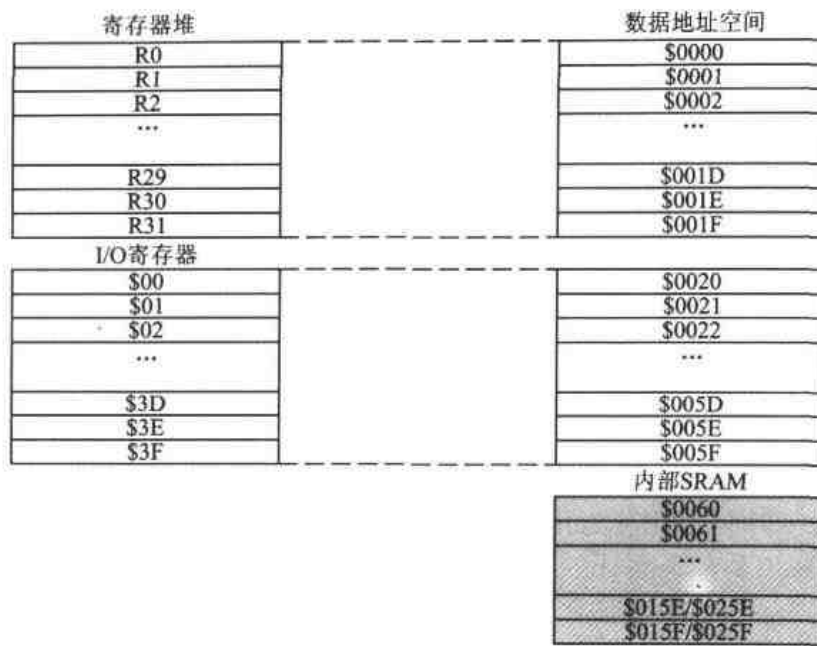 寄存器堆 数据地址空间
R0 $0000
R1 $0001
R2 $0002
... ...
R29 $001D
R30 $001E
R31 $001F
I/O寄存器
$00 $0020
$01 $0021
$02 $0022
... ...
$3D $005D
$3E $005E
$3F $005F
内部SRAM
$0060
$0061
...
$015E/$025E
$015F/$025F